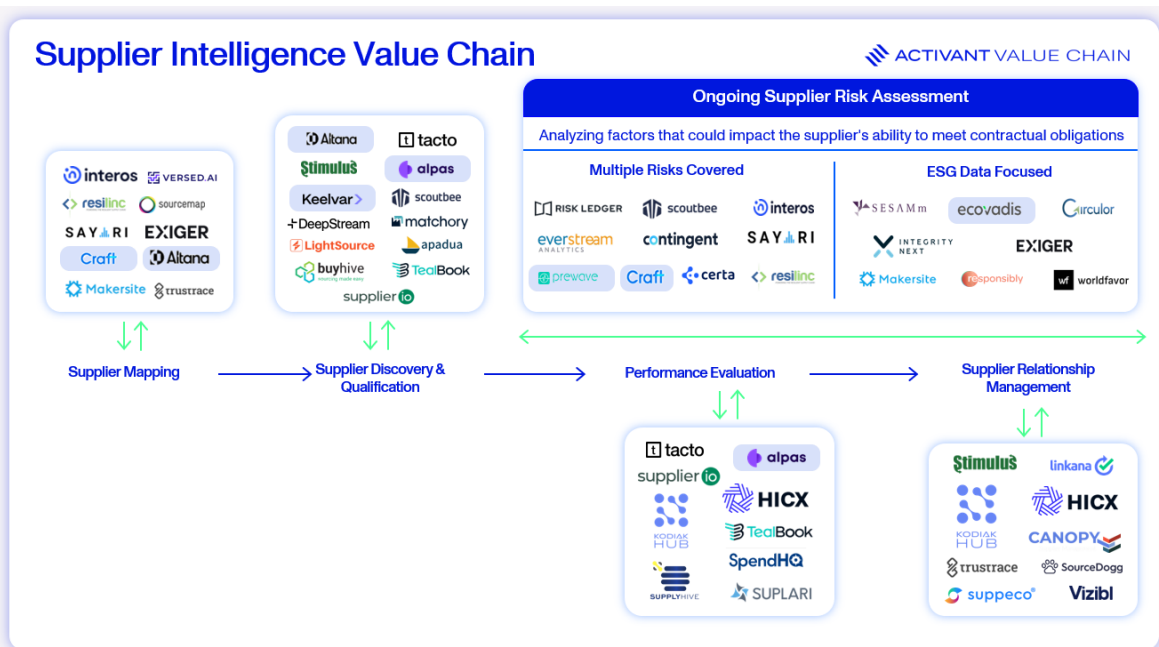 Supplier Intelligence Value Chain
ACTIVANT VALUE CHAIN
Ongoing Supplier Risk Assessment
Analyzing factors that could impact the supplier's ability to meet contractual obligations
Multiple Risks Covered
RISK LEDGER
scoutbee
interos
everstream
ANALYTICS
contingent
SAYARI
prewave
Craft
certa
resilinc
ESG Data Focused
SESAMm
ecovadis
Circulor
INTEGRITY
NEXT
EXIGER
Makersite
responsibly
wf worldfavor
interos
VERSED.AI
resilinc
sourcemap
SAYARI
EXIGER
Craft
Altana
Makersite
trustrace
Altana
t tacto
Stimulus
alpas
Keelvar
scoutbee
DeepStream
matchory
LightSource
apadua
buyhive
sourcing made easy
TealBook
supplier io
Supplier Mapping
Supplier Discovery &
Qualification
Performance Evaluation
Supplier Relationship
Management
t tacto
alpas
supplier io
HICX
KODIAK
HUB
TealBook
SpendHQ
SUPPLYHIVE
SUPLARI
Stimulus
linkana
KODIAK
HUB
HICX
CANOPY
trustrace
SourceDogg
suppeco
Vizibl